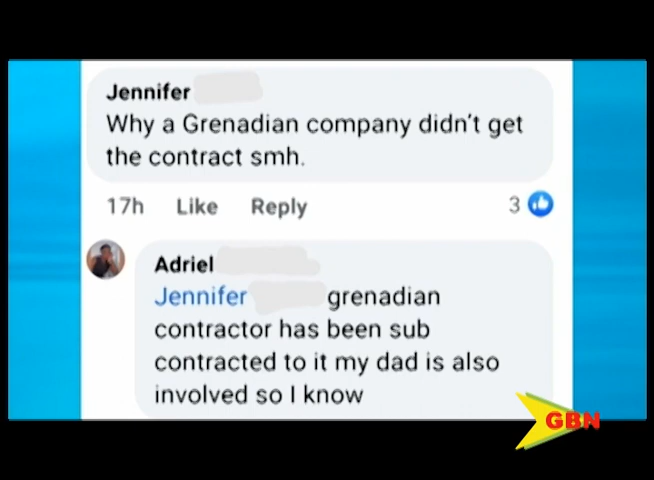 Jennifer
Why a Grenadian company didn't get
the contract smh.
17h Like Reply 3
Adriel
Jennifer grenadian
contractor has been sub
contracted to it my dad is also
involved so I know
GBN